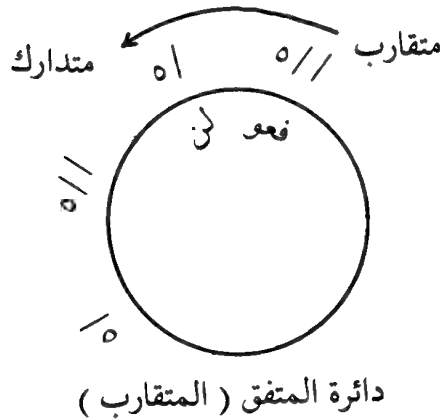 متقارب
//ه
/ه
متدارك
فعو لن
//ه
/ه
دائرة المتفق ( المتقارب )